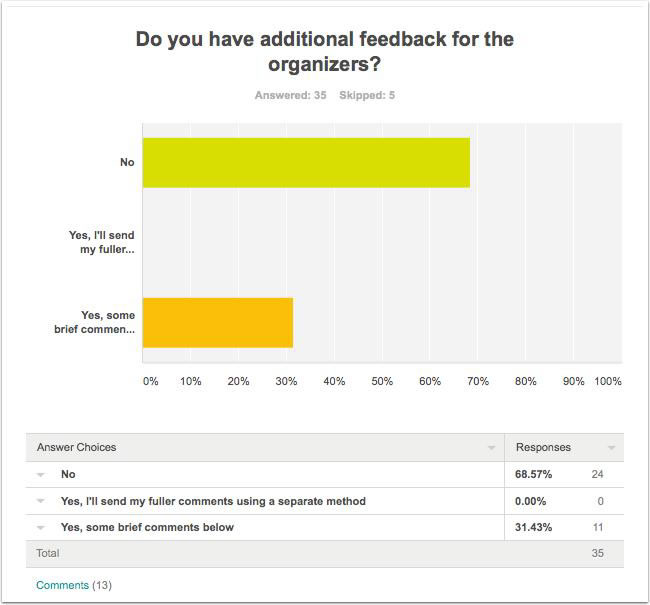 Do you have additional feedback for the
organizers?
Answered: 35 Skipped: 5
No
Yes, I'll send
my fuller...
Yes, some
brief commen...
0% 10% 20% 30% 40% 50% 60% 70% 80% 90% 100%
Answer Choices Responses
No 68.57% 24
Yes, I'll send my fuller comments using a separate method 0.00% 0
Yes, some brief comments below 31.43% 11
Total 35
Comments (13)